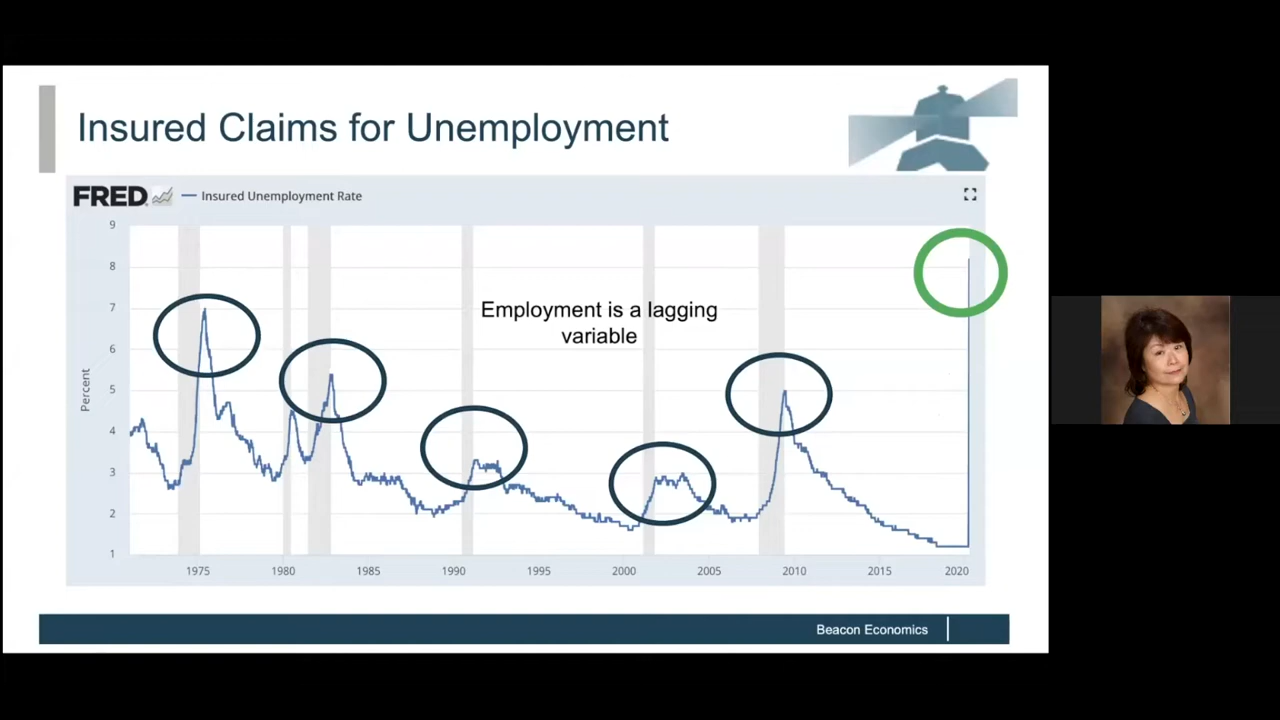 Insured Claims for Unemployment
FRED
Insured Unemployment Rate
9
8
7
6
5
4
3
2
1
Percent
Employment is a lagging
variable
1975 1980 1985 1990 1995 2000 2005 2010 2015 2020
Beacon Economics